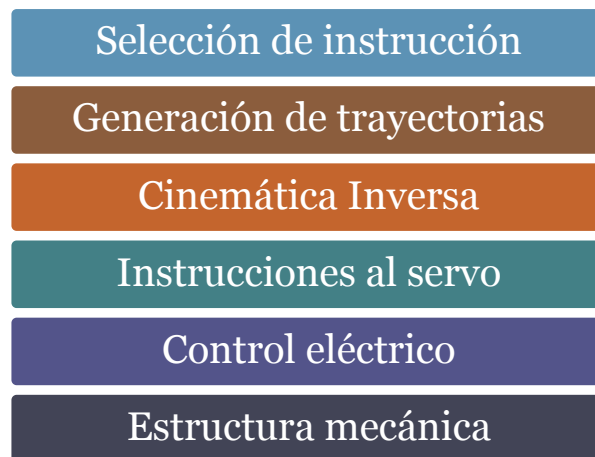 Selección de instrucción
Generación de trayectorias
Cinemática Inversa
Instrucciones al servo
Control eléctrico
Estructura mecánica